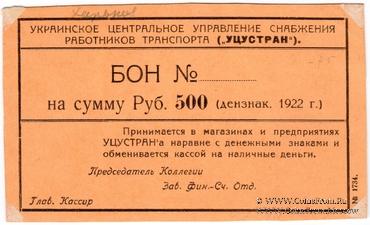 Харьков
УКРАИНСКОЕ ЦЕНТРАЛЬНОЕ УПРАВЛЕНИЕ СНАБЖЕНИЯ
РАБОТНИКОВ ТРАНСПОРТА („УЦУСТРАН").
БОН №
на сумму Руб. 500 (дензнак. 1922 г.)
Принимается в магазинах и предприятиях
УЦУСТРАН'а наравне с денежными знаками и
обменивается кассой на наличные деньги.
Председатель Коллегии
Зав. Фин.-Сч. Отд.
Глав. Кассир
№ 1734.